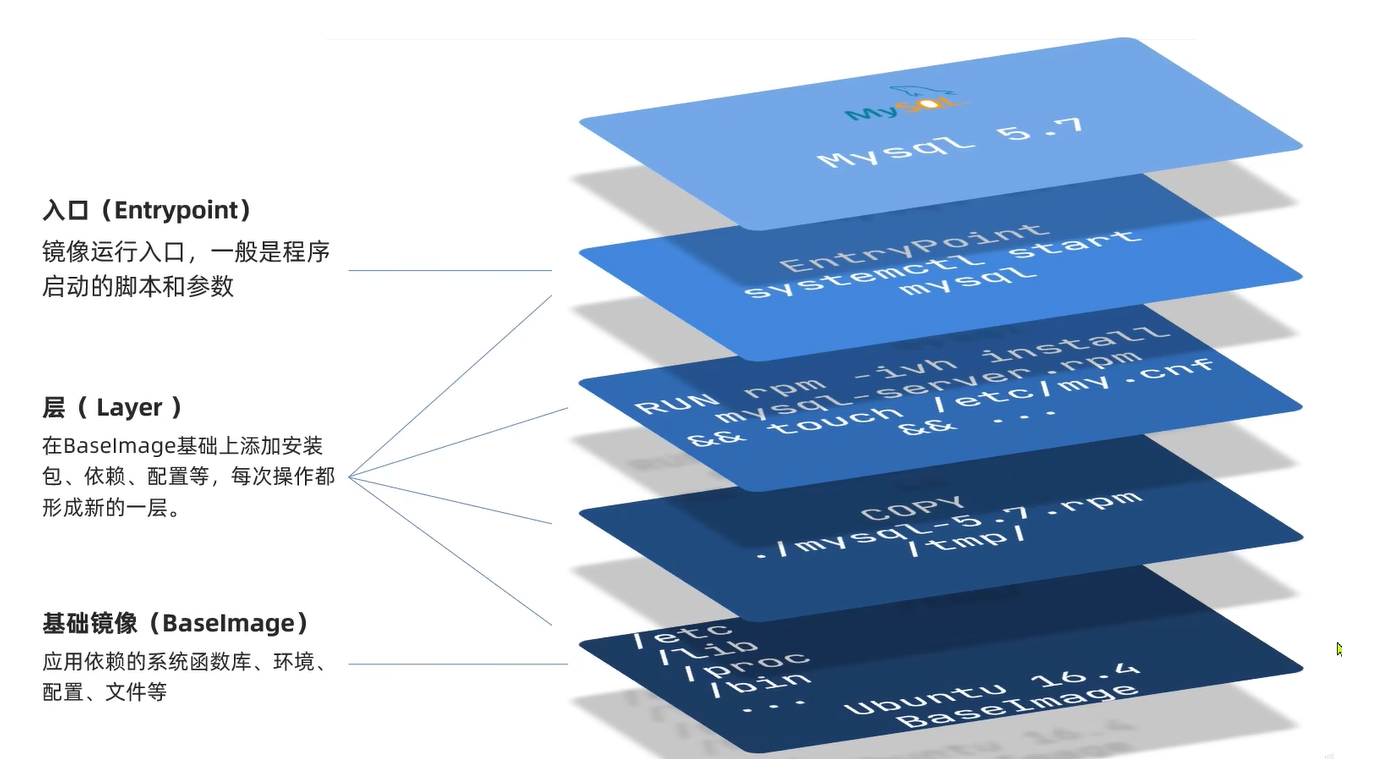 入口（Entrypoint）
镜像运行入口，一般是程序
启动的脚本和参数
层（ Layer ）
在BaseImage基础上添加安装
包、依赖、配置等，每次操作都
形成新的一层。
基础镜像（BaseImage）
应用依赖的系统函数库、环境、
配置、文件等
MySQL
Mysql 5.7
EntryPoint
systemctl start
mysql
RUN rpm -ivh install
mysql-server.rpm
&& touch /etc/my.cnf
&& ...
COPY
./mysql-5.7.rpm
/tmp/
/etc
/lib
/proc
/bin
...
Ubuntu 16.4
BaseImage